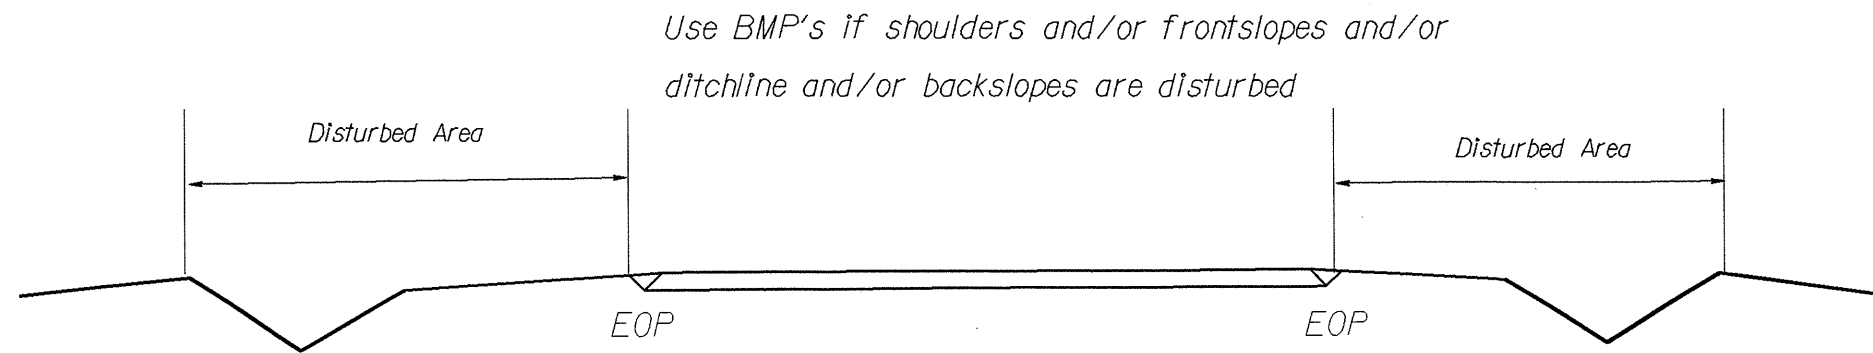 Use BMP's if shoulders and/or frontslopes and/or
ditchline and/or backslopes are disturbed
Disturbed Area
Disturbed Area
EOP
EOP